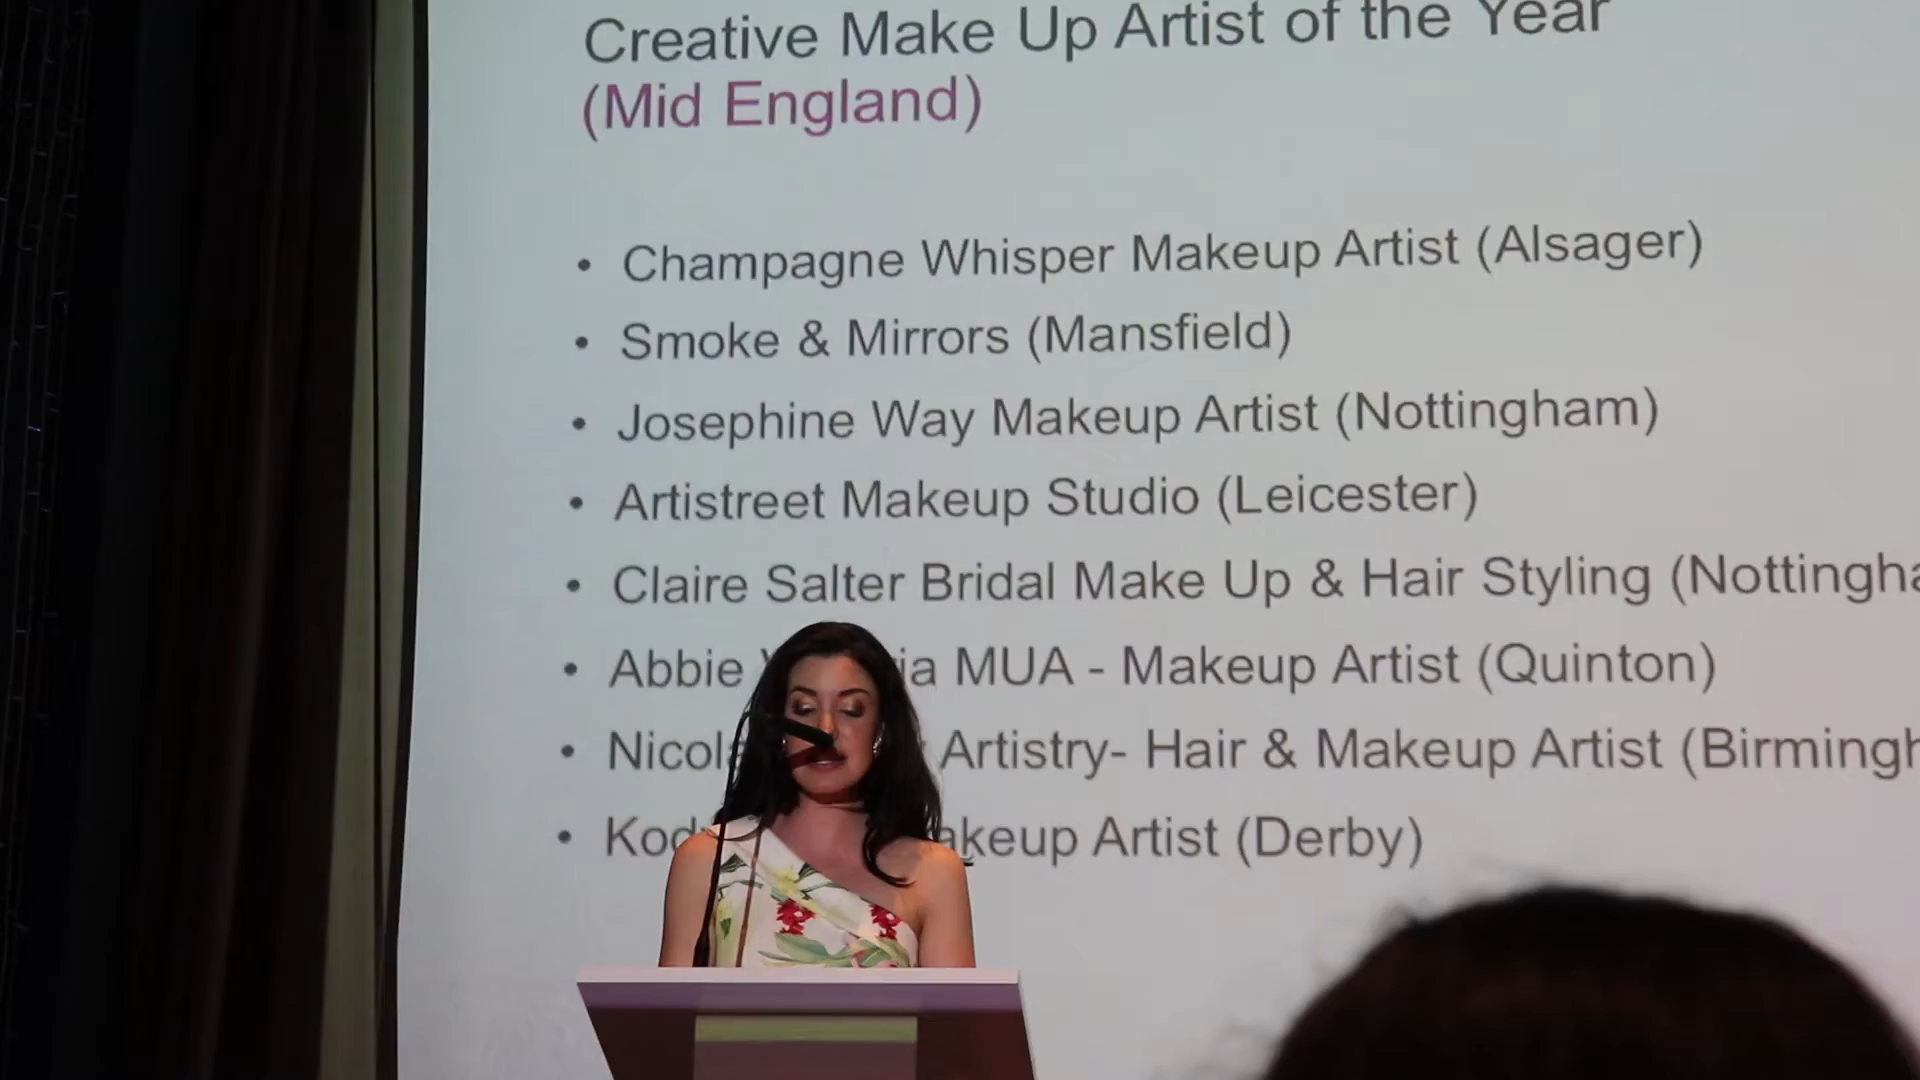 Creative Make Up Artist of the Year
(Mid England)
• Champagne Whisper Makeup Artist (Alsager)
• Smoke & Mirrors (Mansfield)
• Josephine Way Makeup Artist (Nottingham)
• Artistreet Makeup Studio (Leicester)
• Claire Salter Bridal Make Up & Hair Styling
• Abbie MUA - Makeup Artist (Quinton)
• Artistry- Hair & Makeup Artist
• Artist (Derby)